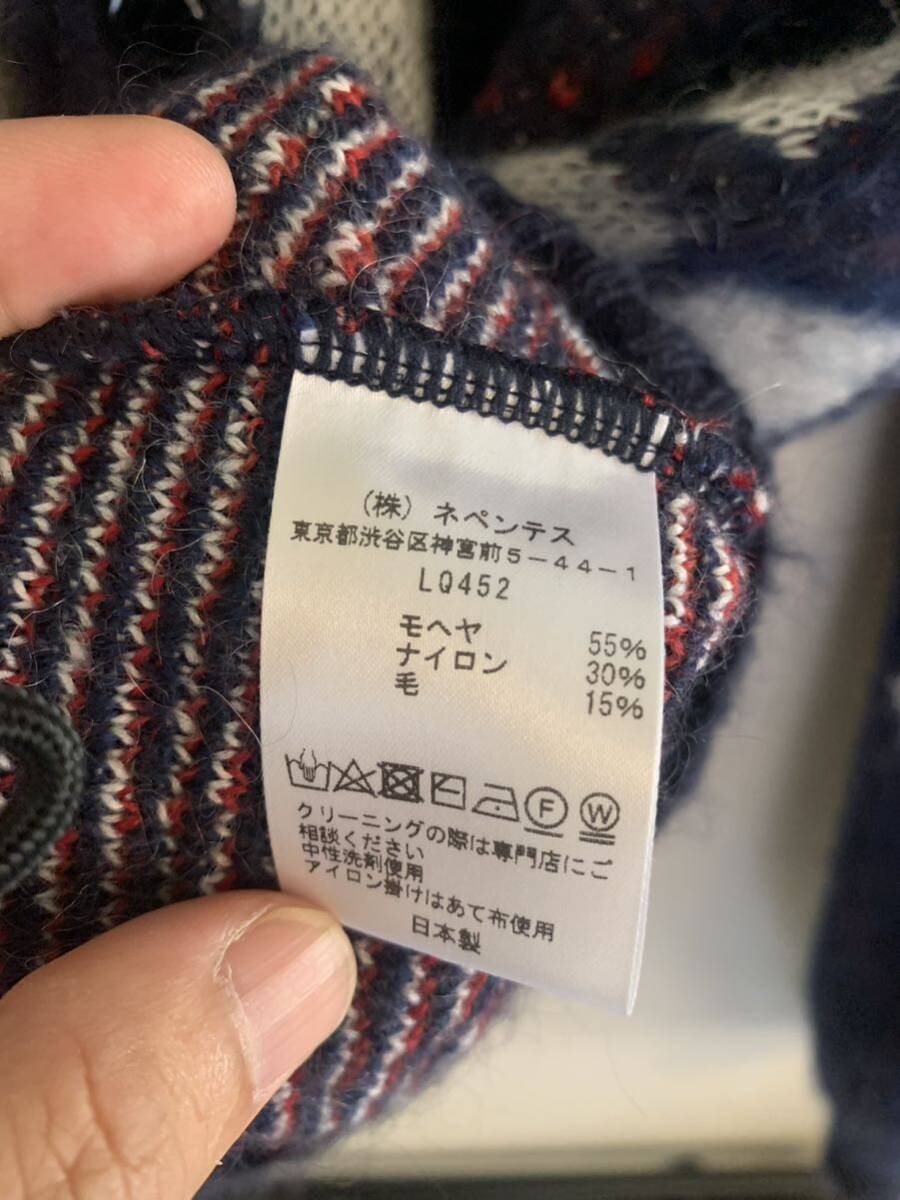 (株) ネペンテス
東京都渋谷区神宮前5-44-1
LQ452
モヘヤ 55%
ナイロン 30%
毛 15%
F W
クリーニングの際は専門店にご
相談ください
中性洗剤使用
アイロン掛けはあて布使用
日本製